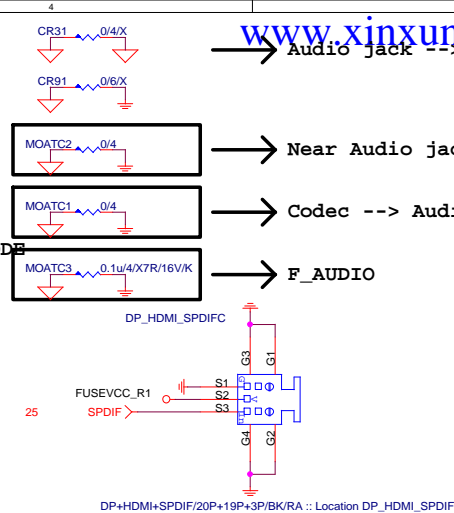 4
www.xinxun
CR31 0/4/X
Audio jack --
CR91 0/6/X
MOATC2 0/4
Near Audio jac
MOATC1 0/4
Codec --> Audi
DE
MOATC3 0.1u/4/X7R/16V/K
F_AUDIO
DP_HDMI_SPDIFC
G3 G1
S1
FUSEVCC_R1 S2
25 SPDIF S3
G4 G2
DP+HDMI+SPDIF/20P+19P+3P/BK/RA :: Location DP_HDMI_SPDIF